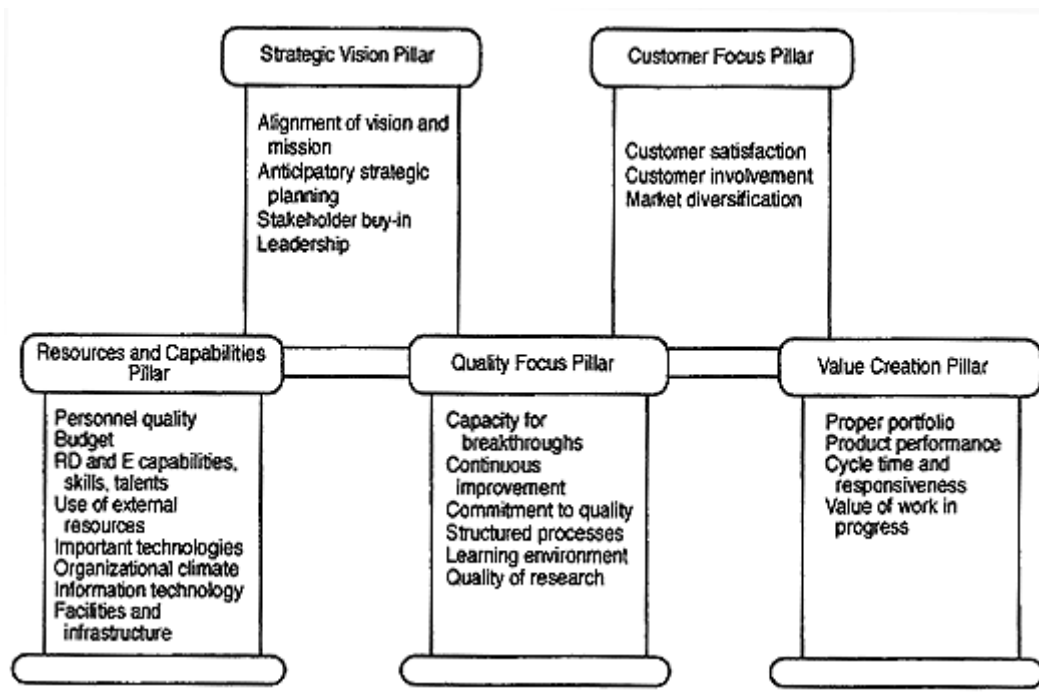 Strategic Vision Pillar
Alignment of vision and
mission
Anticipatory strategic
planning
Stakeholder buy-in
Leadership
Customer Focus Pillar
Customer satisfaction
Customer involvement
Market diversification
Resources and Capabilities
Pillar
Personnel quality
Budget
RD and E capabilities,
skills, talents
Use of external
resources
Important technologies
Organizational climate
Information technology
Facilities and
infrastructure
Quality Focus Pillar
Capacity for
breakthroughs
Continuous
improvement
Commitment to quality
Structured processes
Learning environment
Quality of research
Value Creation Pillar
Proper portfolio
Product performance
Cycle time and
responsiveness
Value of work in
progress